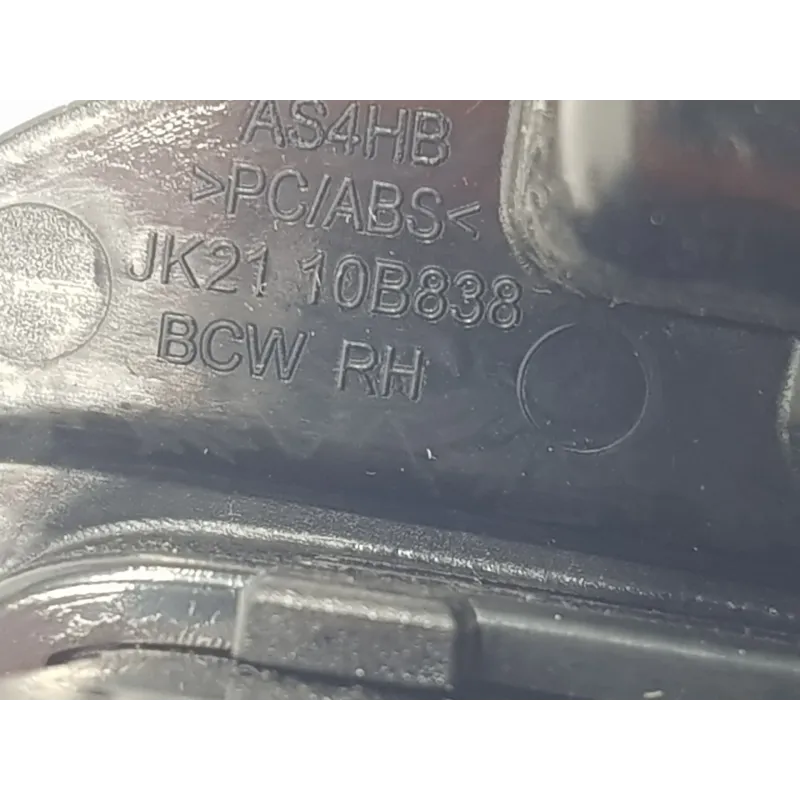 AS4HB
>PC/ABS<
JK21 10B838
BCW RH